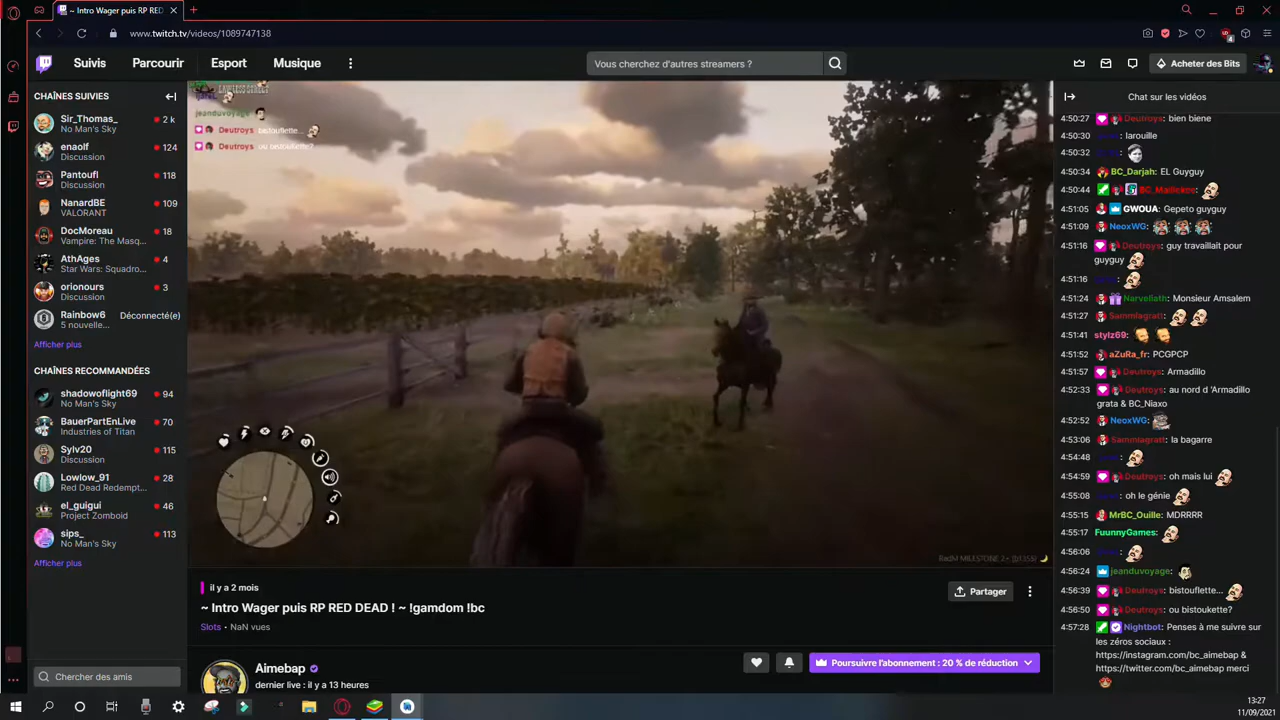 ~ Intro Wager puis RP RED
www.twitch.tv/videos/1089747138
4
Suivis
Parcourir
Esport
Musique
Vous cherchez d'autres streamers ?
Acheter des Bits
CHAÎNES SUIVIES
Sir_Thomas_
No Man's Sky
2 k
enaolf
Discussion
124
Pantoufl
Discussion
118
NanardBE
VALORANT
109
DocMoreau
Vampire: The Masq...
18
AthAges
Star Wars: Squadro...
4
orionours
Discussion
3
Rainbow6
5 nouvelle...
Déconnecté(e)
Afficher plus
CHAÎNES RECOMMANDÉES
shadowoflight69
No Man's Sky
94
BauerPartEnLive
Industries of Titan
70
Sylv20
Discussion
115
Lowlow_91
Red Dead Redempt...
28
el_guigui
Project Zomboid
46
sips_
No Man's Sky
113
Afficher plus
Chercher des amis
jeanduvoyage:
Deutroys bistouflette...
Deutroys ou bistoukette?
RedM MILESTONE 2+
il y a 2 mois
~ Intro Wager puis RP RED DEAD ! ~ !gamdom !bc
Slots • NaN vues
Partager
Aimebap
dernier live : il y a 13 heures
Poursuivre l'abonnement : 20 % de réduction
Chat sur les vidéos
4:50:27 Deutroys: bien biene
4:50:30 : larouille
4:50:32 :
4:50:34 BC_Darjah: EL Guyguy
4:50:44
4:51:05 GWOUA: Gepeto guyguy
4:51:09 NeoxWG:
4:51:16 Deutroys: guy travaillait pour
guyguy
4:51:16 :
4:51:24 Narveliath: Monsieur Amsalem
4:51:27 Sammlagratt:
4:51:41 stylz69:
4:51:52 aZuRa_fr: PCGPCP
4:51:57 Deutroys: Armadillo
4:52:33 Deutroys: au nord d 'Armadillo
grata & BC_Niaxo
4:52:52 NeoxWG:
4:53:06 Sammlagratt: la bagarre
4:54:48 :
4:54:59 Deutroys: oh mais lui
4:55:08 : oh le génie
4:55:15 MrBC_Ouille: MDRRRR
4:55:17
FuunnyGames:
4:56:06 :
4:56:24 jeanduvoyage:
4:56:39 Deutroys: bistouflette...
4:56:50 Deutroys: ou bistoukette?
4:57:28 Nightbot: Penses à me suivre sur
les zéros sociaux :
https://instagram.com/bc_aimebap &
https://twitter.com/bc_aimebap merci
13:27
11/09/2021